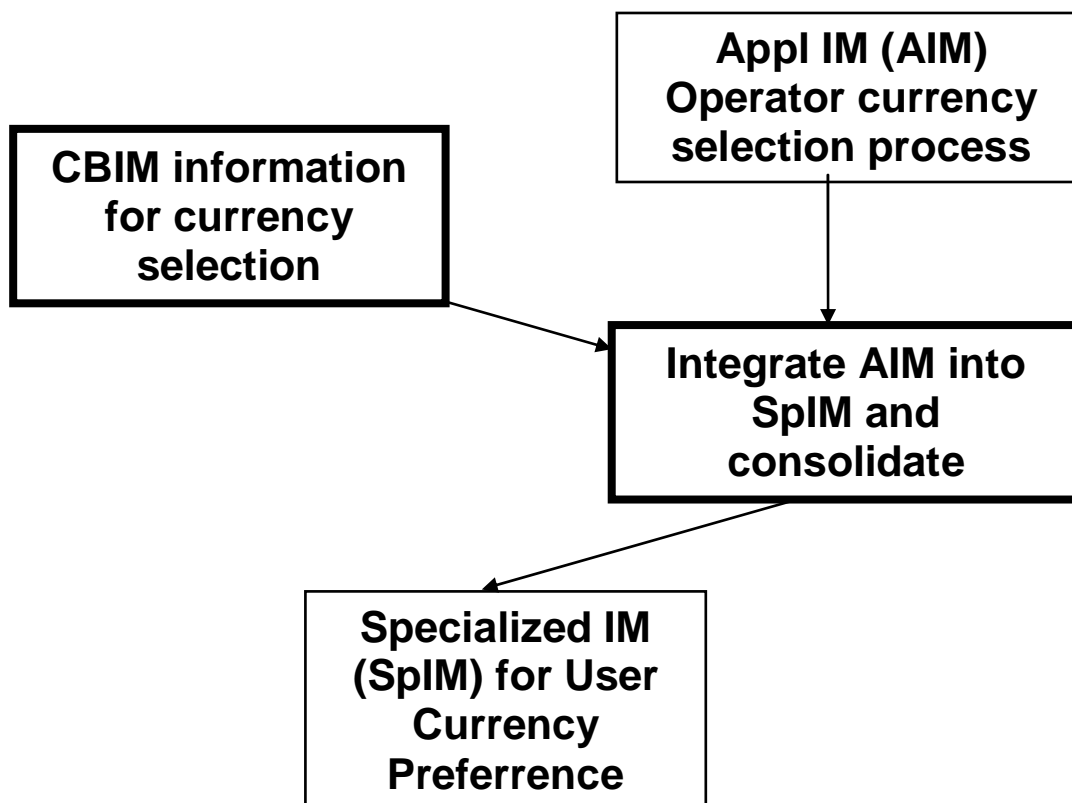 Appl IM (AIM)
Operator currency
selection process
CBIM information
for currency
selection
Integrate AIM into
SpIM and
consolidate
Specialized IM
(SpIM) for User
Currency
Preferrence